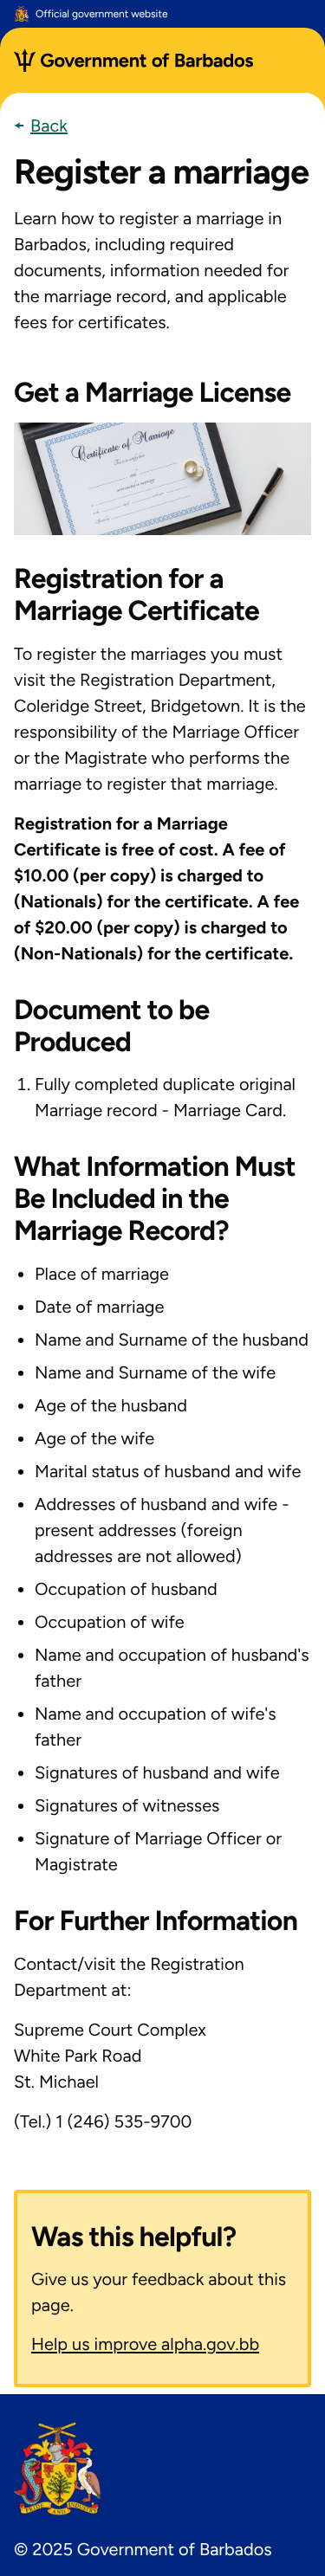 Official government website
Government of Barbados
Back
Register a marriage
Learn how to register a marriage in
Barbados, including required
documents, information needed for
the marriage record, and applicable
fees for certificates.
Get a Marriage License
Certificate of Marriage
Registration for a
Marriage Certificate
To register the marriages you must
visit the Registration Department,
Coleridge Street, Bridgetown. It is the
responsibility of the Marriage Officer
or the Magistrate who performs the
marriage to register that marriage.
Registration for a Marriage
Certificate is free of cost. A fee of
$10.00 (per copy) is charged to
(Nationals) for the certificate. A fee
of $20.00 (per copy) is charged to
(Non-Nationals) for the certificate.
Document to be
Produced
1. Fully completed duplicate original
Marriage record - Marriage Card.
What Information Must
Be Included in the
Marriage Record?
• Place of marriage
• Date of marriage
• Name and Surname of the husband
• Name and Surname of the wife
• Age of the husband
• Age of the wife
• Marital status of husband and wife
• Addresses of husband and wife -
present addresses (foreign
addresses are not allowed)
• Occupation of husband
• Occupation of wife
• Name and occupation of husband's
father
• Name and occupation of wife's
father
• Signatures of husband and wife
• Signatures of witnesses
• Signature of Marriage Officer or
Magistrate
For Further Information
Contact/visit the Registration
Department at:
Supreme Court Complex
White Park Road
St. Michael
(Tel.) 1 (246) 535-9700
Was this helpful?
Give us your feedback about this
page.
Help us improve alpha.gov.bb
PRIDE AND INDUSTRY
© 2025 Government of Barbados